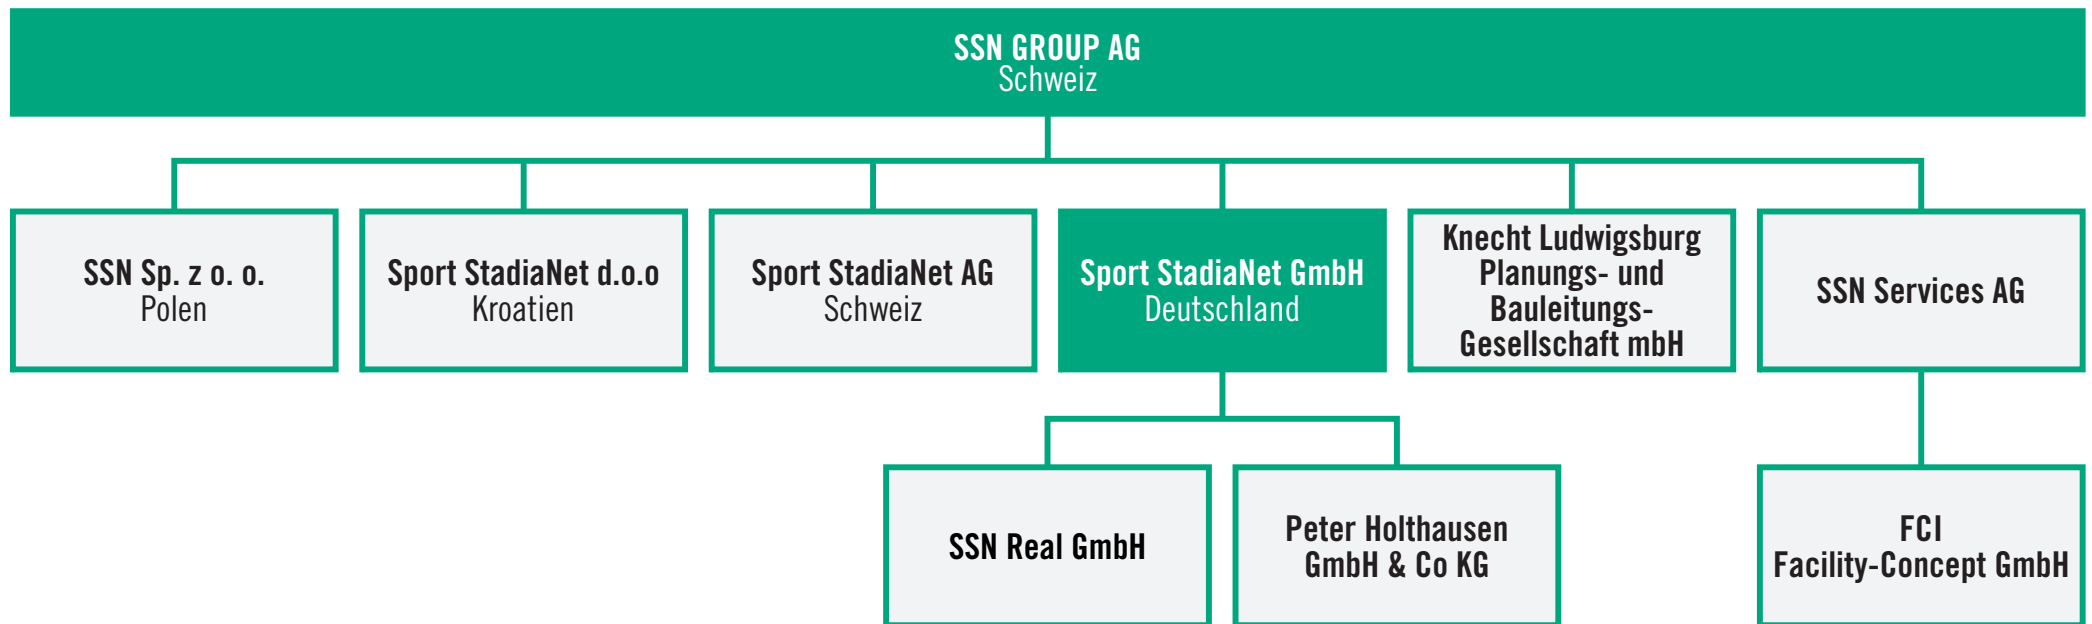 SSN GROUP AG
Schweiz
SSN Sp. z o. o.
Polen
Sport StadiaNet d.o.o
Kroatien
Sport StadiaNet AG
Schweiz
Sport StadiaNet GmbH
Deutschland
Knecht Ludwigsburg
Planungs- und
Bauleitungs-
Gesellschaft mbH
SSN Services AG
SSN Real GmbH
Peter Holthausen
GmbH & Co KG
FCI
Facility-Concept GmbH